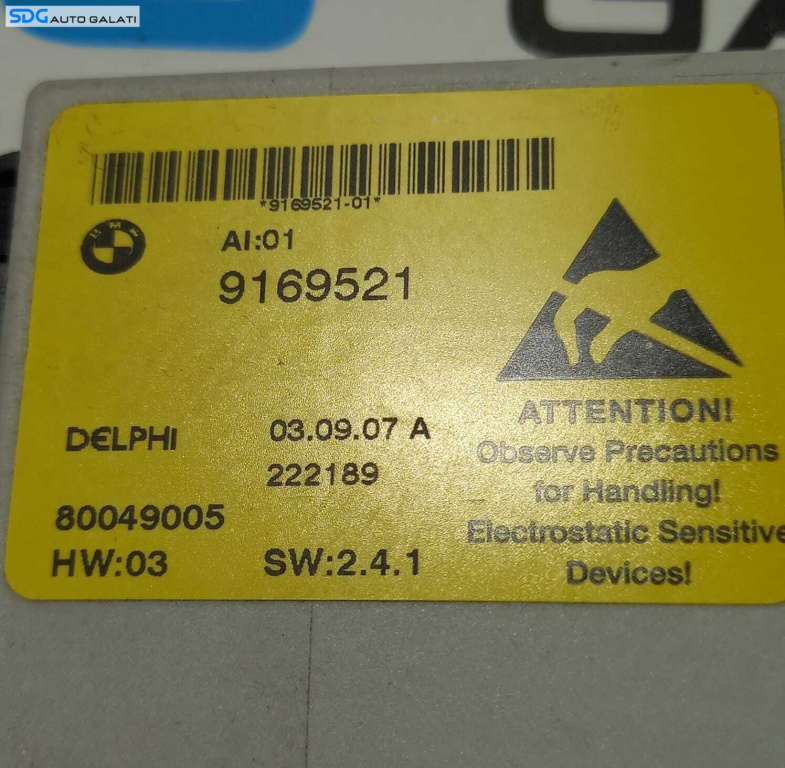 SDG AUTO GALATI
*9169521-01*
BMW
AI:01
9169521
DELPHI
03.09.07 A
222189
80049005
HW:03
SW:2.4.1
ATTENTION!
Observe Precautions
for Handling!
Electrostatic Sensitive
Devices!